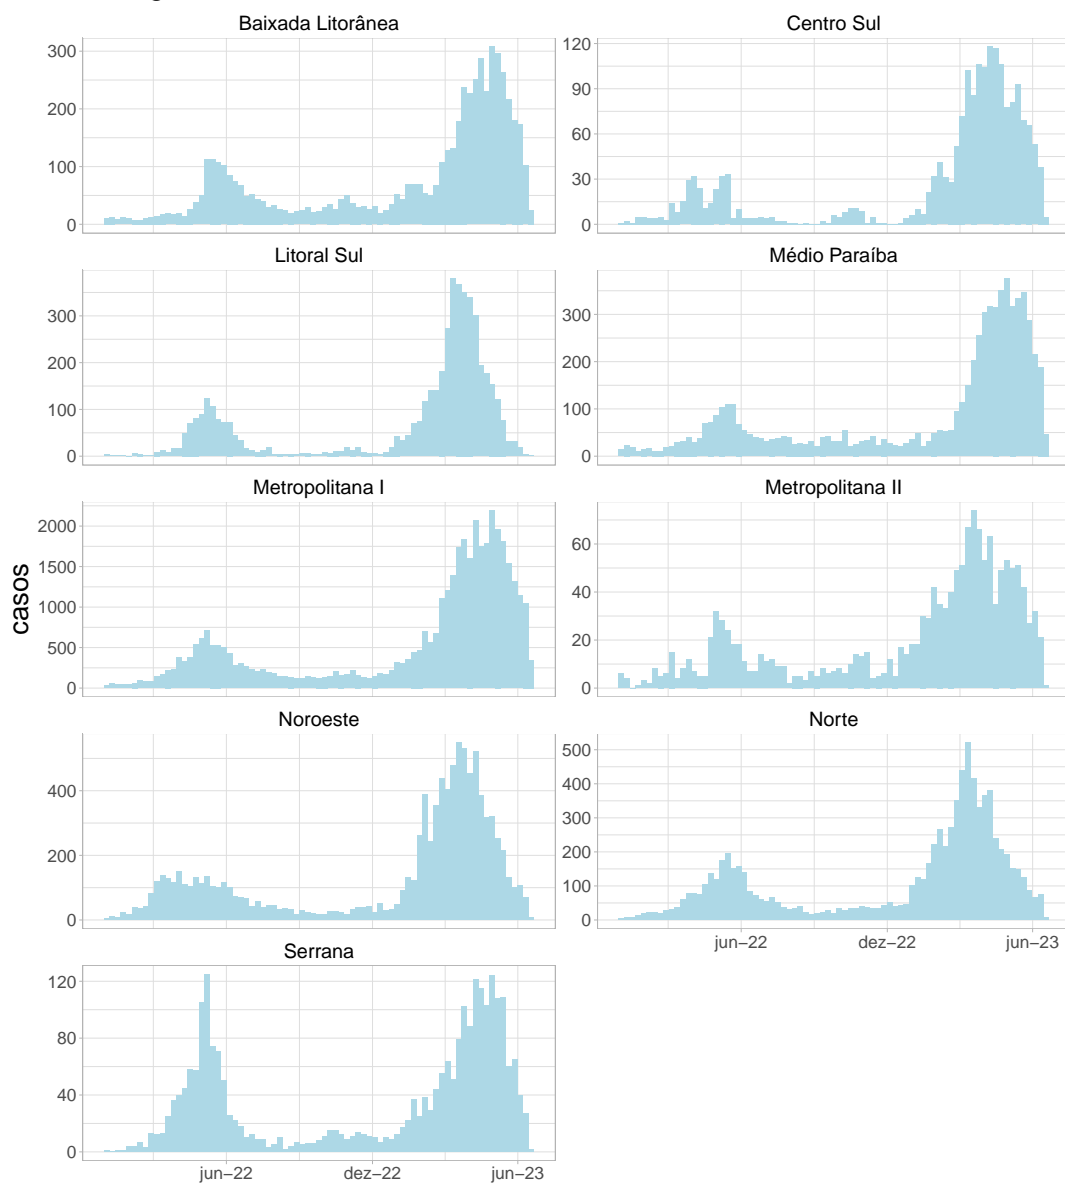 Baixada Litorânea
Centro Sul
300
200
100
0
120
90
60
30
0
Litoral Sul
Médio Paraíba
300
200
100
0
300
200
100
0
Metropolitana I
Metropolitana II
2000
1500
1000
500
0
60
40
20
0
casos
Noroeste
Norte
400
200
0
500
400
300
200
100
0
jun−22
dez−22
jun−23
Serrana
120
80
40
0
jun−22
dez−22
jun−23